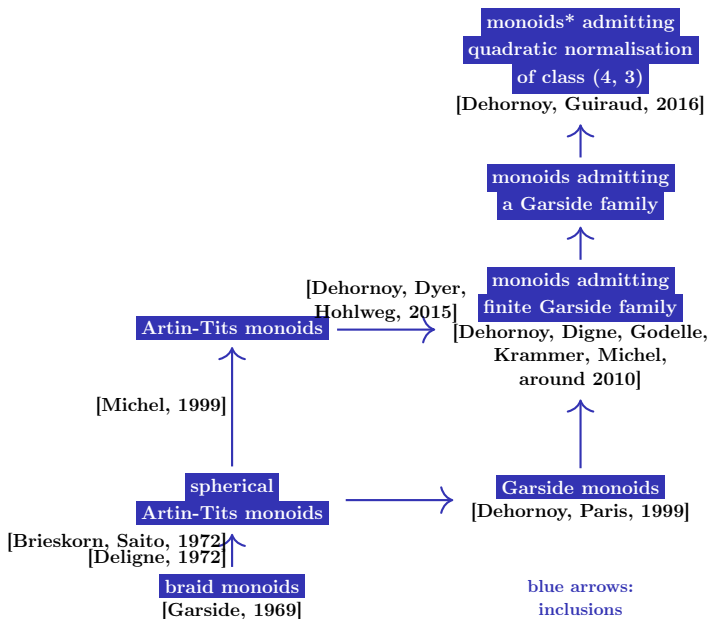 monoids* admitting
quadratic normalisation
of class (4, 3)
[Dehornoy, Guiraud, 2016]
monoids admitting
a Garside family
monoids admitting
finite Garside family
[Dehornoy, Digne, Godelle,
Krammer, Michel,
around 2010]
[Dehornoy, Dyer,
Hohlweg, 2015]
Artin-Tits monoids
[Michel, 1999]
spherical
Artin-Tits monoids
Garside monoids
[Dehornoy, Paris, 1999]
[Brieskorn, Saito, 1972]
[Deligne, 1972]
braid monoids
[Garside, 1969]
blue arrows:
inclusions